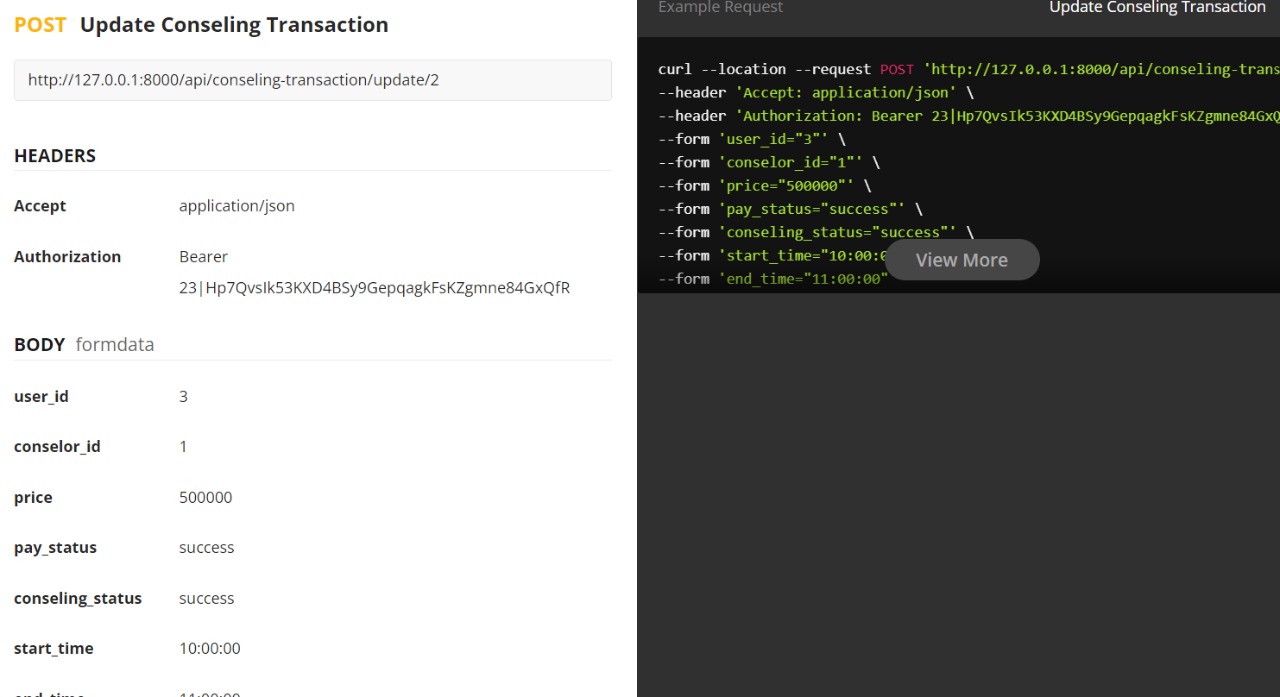 POST Update Conseling Transaction
http://127.0.0.1:8000/api/conseling-transaction/update/2
HEADERS
Accept application/json
Authorization Bearer
23|Hp7QvsIk53KXD4BSy9GepqagkFsKZgmne84GxQfR
BODY formdata
user_id 3
conselor_id 1
price 500000
pay_status success
conseling_status success
start_time 10:00:00
end_time 11:00:00
Example Request Update Conseling Transaction
curl --location --request POST 'http://127.0.0.1:8000/api/conseling-trans
--header 'Accept: application/json' \
--header 'Authorization: Bearer 23|Hp7QvsIk53KXD4BSy9GepqagkFsKZgmne84GxQ
--form 'user_id="3"' \
--form 'conselor_id="1"' \
--form 'price="500000"' \
--form 'pay_status="success"' \
--form 'conseling_status="success"' \
--form 'start_time="10:00:0
View More
--form 'end_time="11:00:00"